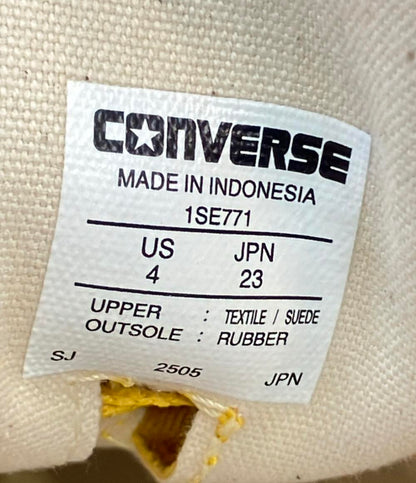 CONVERSE
MADE IN INDONESIA
1SE771
US JPN
4 23
UPPER : TEXTILE / SUEDE
OUTSOLE : RUBBER
SJ 2505 JPN